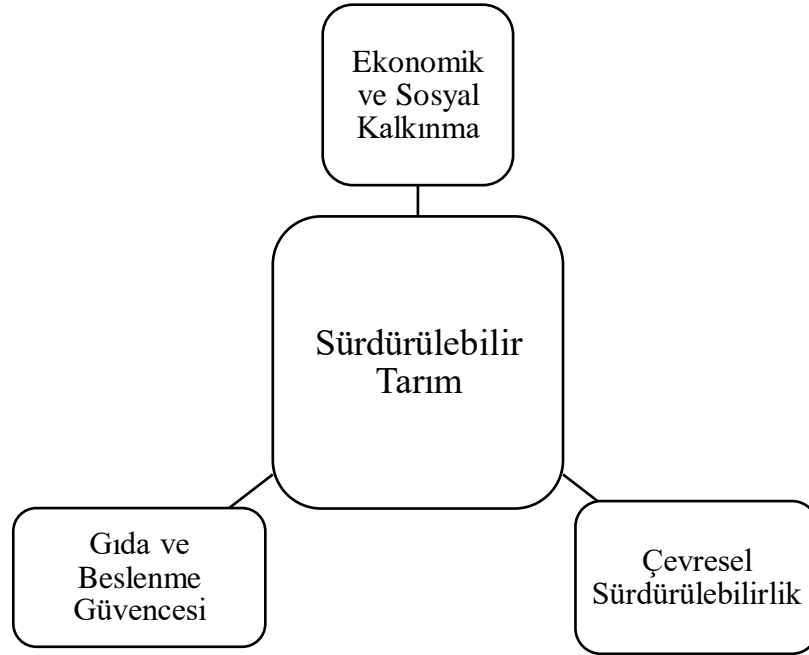 Ekonomik
ve Sosyal
Kalkınma
Sürdürülebilir
Tarım
Gıda ve
Beslenme
Güvencesi
Çevresel
Sürdürülebilirlik